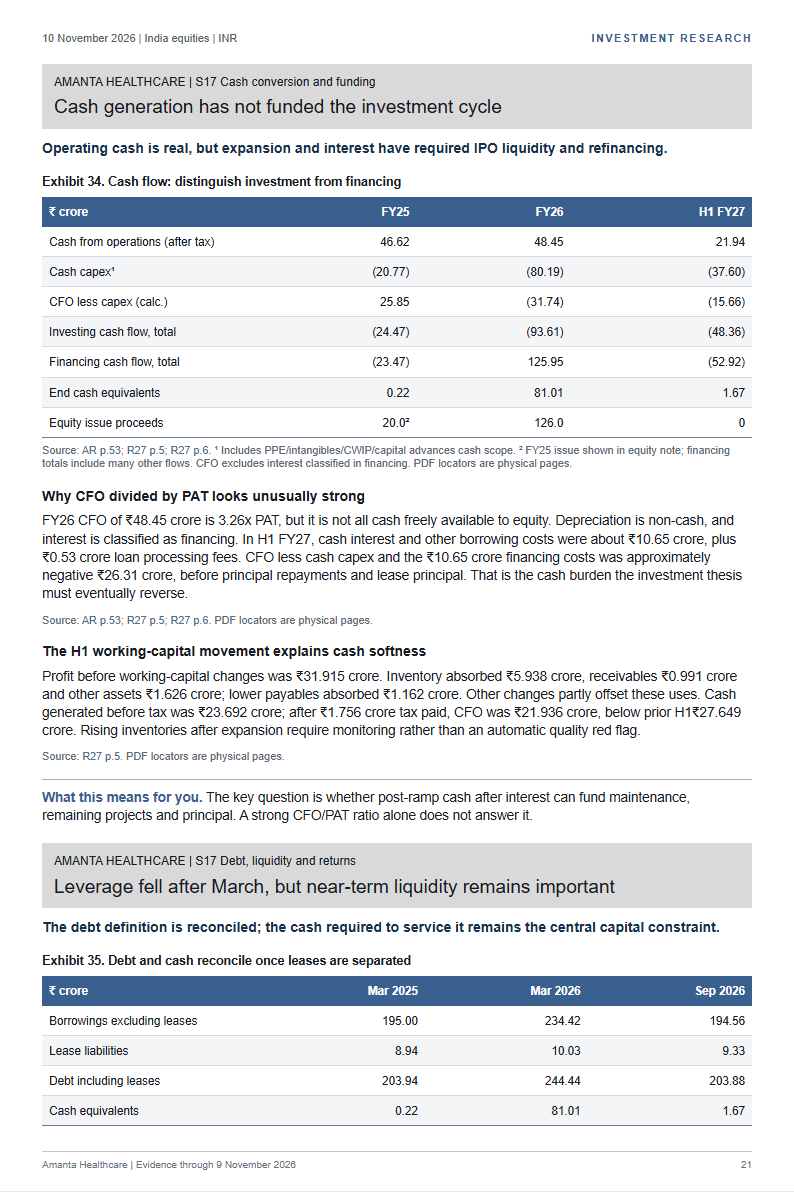 10 November 2026 | India equities | INR INVESTMENT RESEARCH
AMANTA HEALTHCARE | S17 Cash conversion and funding
Cash generation has not funded the investment cycle
Operating cash is real, but expansion and interest have required IPO liquidity and refinancing.
Exhibit 34. Cash flow: distinguish investment from financing
₹ crore FY25 FY26 H1 FY27
Cash from operations (after tax) 46.62 48.45 21.94
Cash capex¹ (20.77) (80.19) (37.60)
CFO less capex (calc.) 25.85 (31.74) (15.66)
Investing cash flow, total (24.47) (93.61) (48.36)
Financing cash flow, total (23.47) 125.95 (52.92)
End cash equivalents 0.22 81.01 1.67
Equity issue proceeds 20.0² 126.0 0
Source: AR p.53; R27 p.5; R27 p.6. ¹ Includes PPE/intangibles/CWIP/capital advances cash scope. ² FY25 issue shown in equity note; financing
totals include many other flows. CFO excludes interest classified in financing. PDF locators are physical pages.
Why CFO divided by PAT looks unusually strong
FY26 CFO of ₹48.45 crore is 3.26x PAT, but it is not all cash freely available to equity. Depreciation is non-cash, and
interest is classified as financing. In H1 FY27, cash interest and other borrowing costs were about ₹10.65 crore, plus
₹0.53 crore loan processing fees. CFO less cash capex and the ₹10.65 crore financing costs was approximately
negative ₹26.31 crore, before principal repayments and lease principal. That is the cash burden the investment thesis
must eventually reverse.
Source: AR p.53; R27 p.5; R27 p.6. PDF locators are physical pages.
The H1 working-capital movement explains cash softness
Profit before working-capital changes was ₹31.915 crore. Inventory absorbed ₹5.938 crore, receivables ₹0.991 crore
and other assets ₹1.626 crore; lower payables absorbed ₹1.162 crore. Other changes partly offset these uses. Cash
generated before tax was ₹23.692 crore; after ₹1.756 crore tax paid, CFO was ₹21.936 crore, below prior H1₹27.649
crore. Rising inventories after expansion require monitoring rather than an automatic quality red flag.
Source: R27 p.5. PDF locators are physical pages.
What this means for you. The key question is whether post-ramp cash after interest can fund maintenance,
remaining projects and principal. A strong CFO/PAT ratio alone does not answer it.
AMANTA HEALTHCARE | S17 Debt, liquidity and returns
Leverage fell after March, but near-term liquidity remains important
The debt definition is reconciled; the cash required to service it remains the central capital constraint.
Exhibit 35. Debt and cash reconcile once leases are separated
₹ crore Mar 2025 Mar 2026 Sep 2026
Borrowings excluding leases 195.00 234.42 194.56
Lease liabilities 8.94 10.03 9.33
Debt including leases 203.94 244.44 203.88
Cash equivalents 0.22 81.01 1.67
Amanta Healthcare | Evidence through 9 November 2026 21